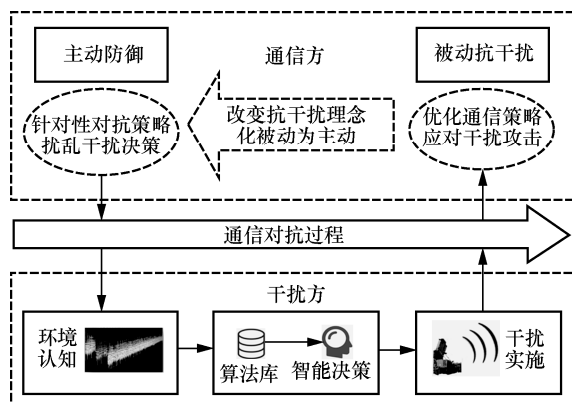 主动防御
通信方
被动抗干扰
针对性对抗策略
扰乱干扰决策
改变抗干扰理念
化被动为主动
优化通信策略
应对干扰攻击
通信对抗过程
干扰方
环境
认知
算法库
智能决策
干扰
实施